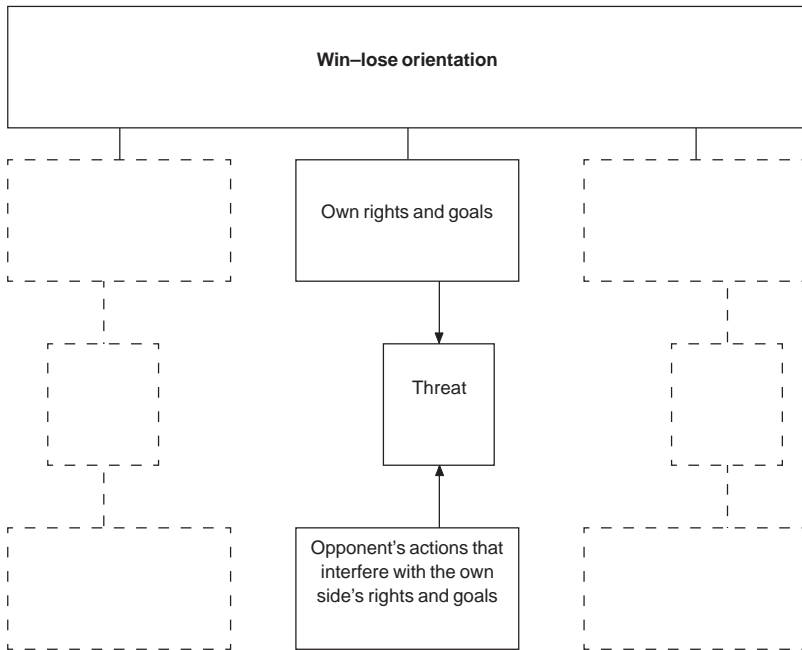 Win–lose orientation
Own rights and goals
Threat
Opponent's actions that
interfere with the own
side's rights and goals